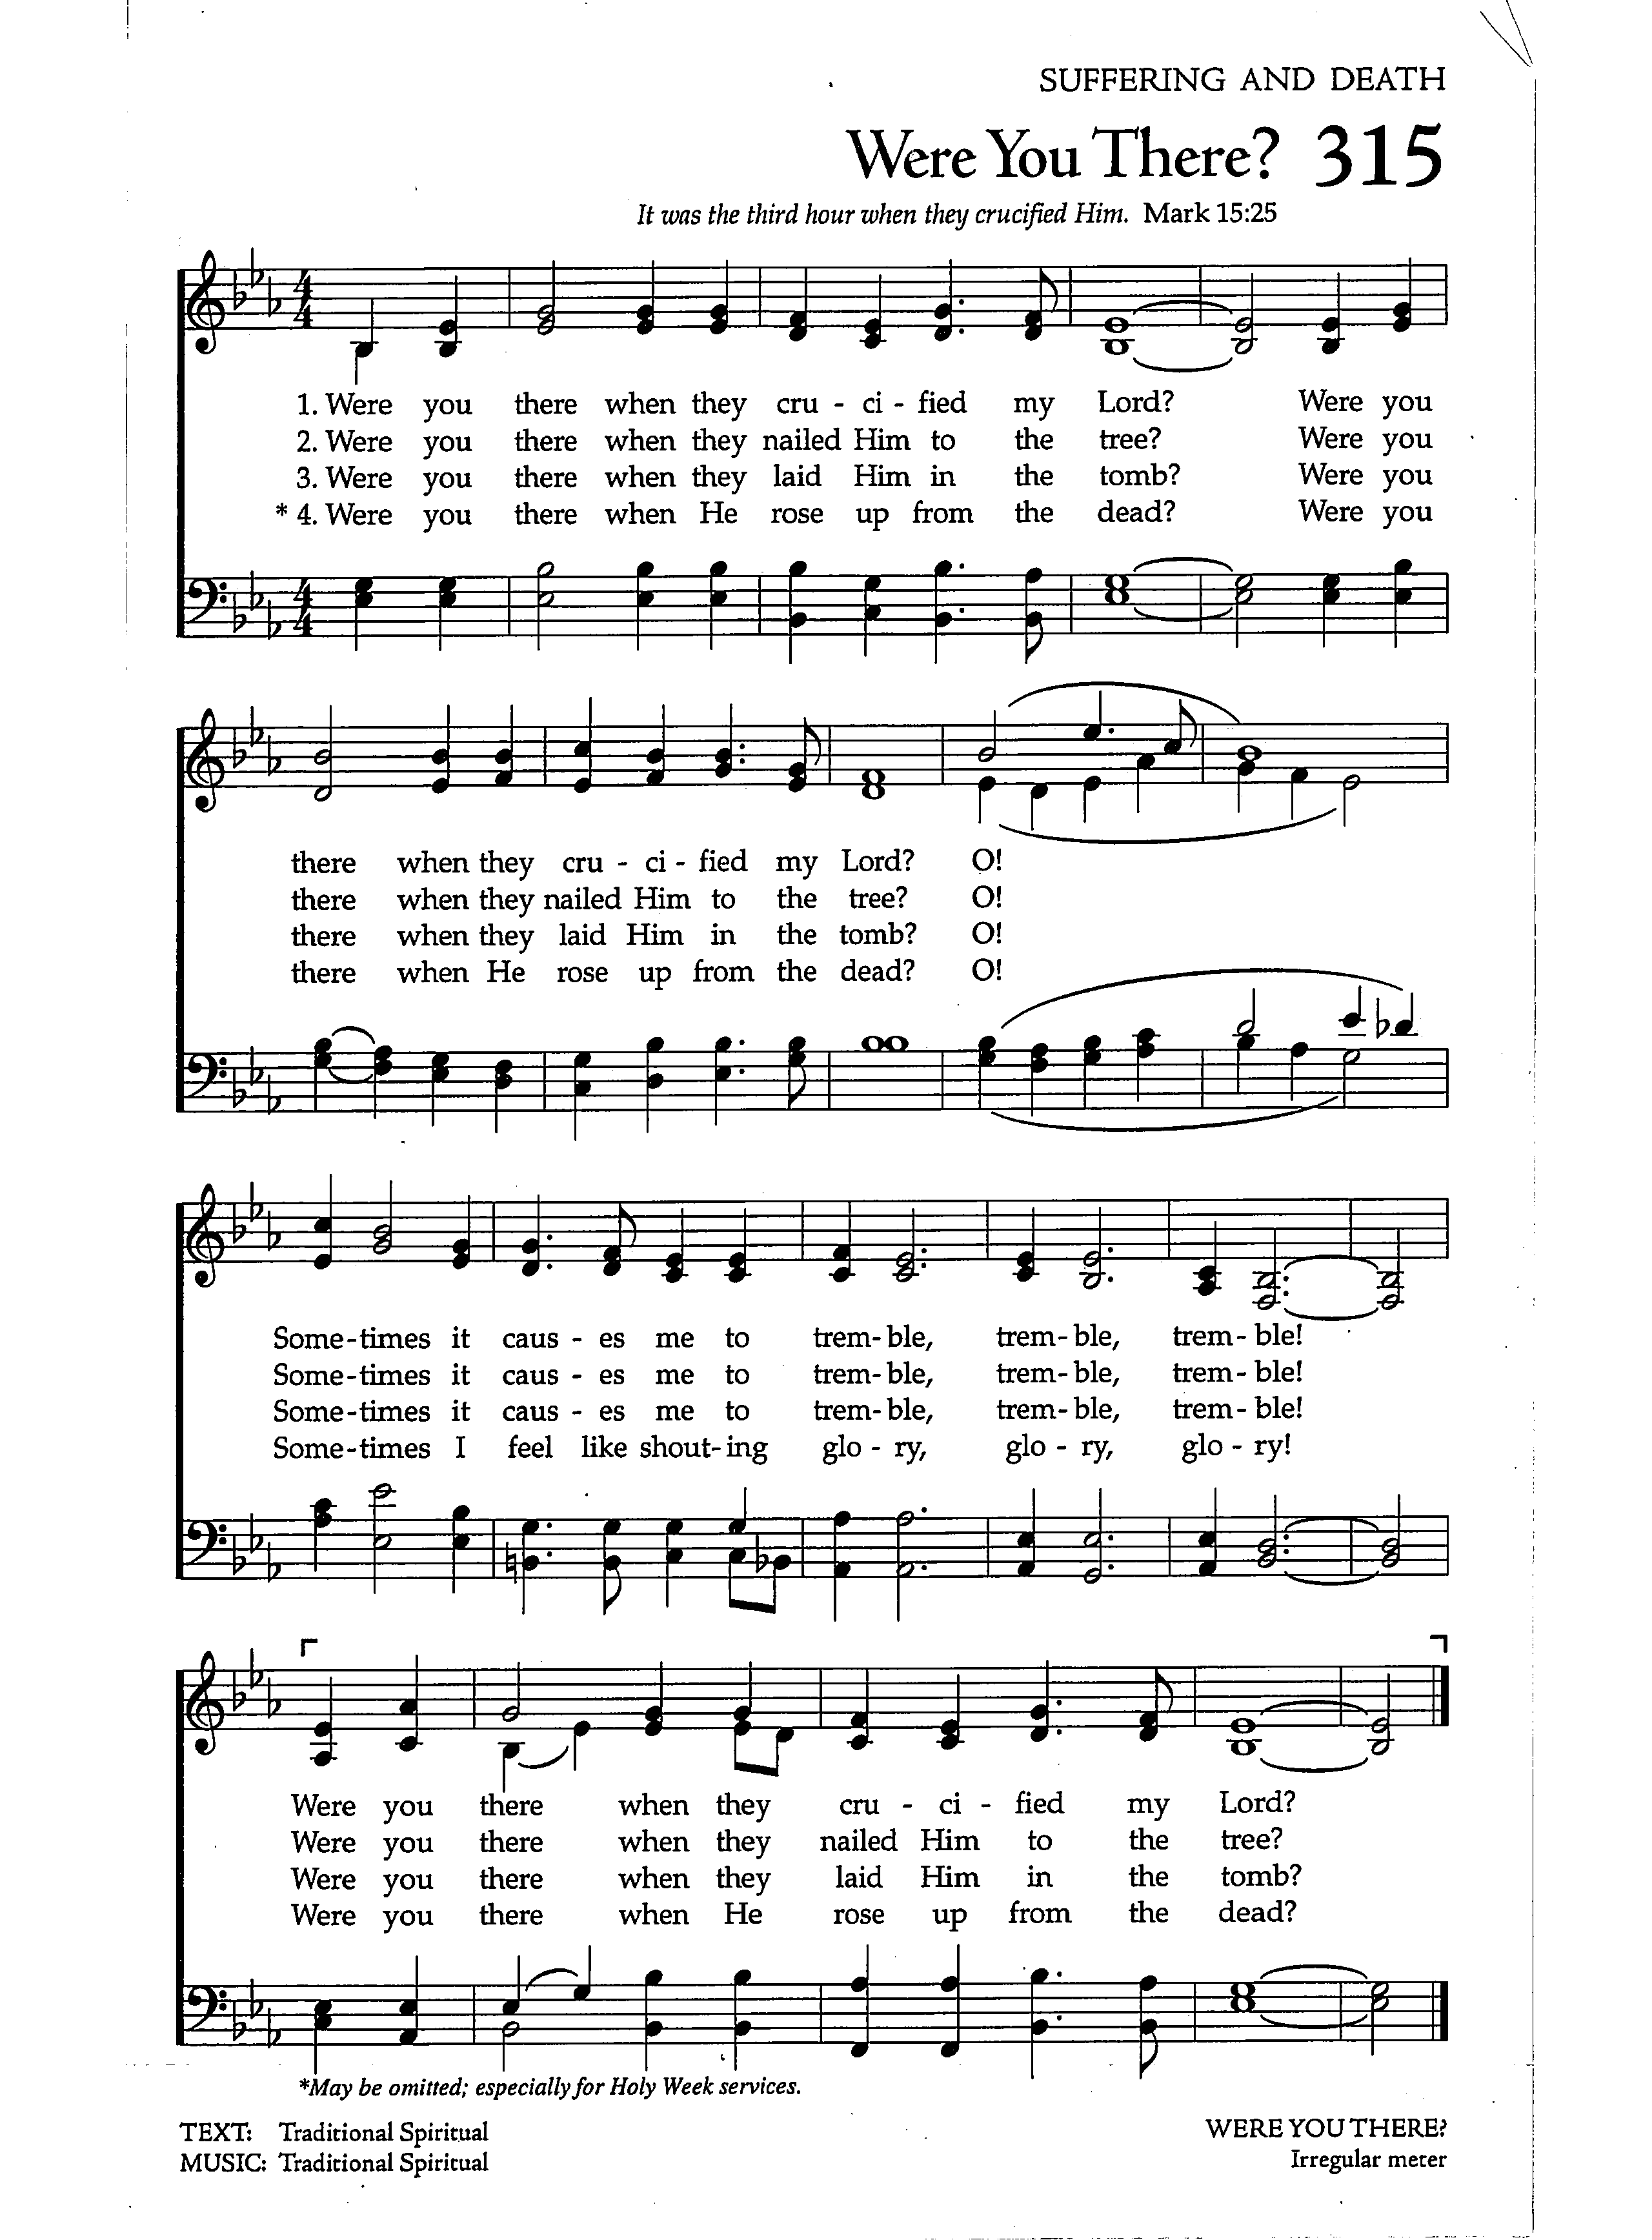 SUFFERING AND DEATH
Were You There? 315
It was the third hour when they crucified Him. Mark 15:25
1. Were you there when they cru - ci - fied my Lord? Were you
2. Were you there when they nailed Him to the tree? Were you
3. Were you there when they laid Him in the tomb? Were you
* 4. Were you there when He rose up from the dead? Were you
there when they cru - ci - fied my Lord? O!
there when they nailed Him to the tree? O!
there when they laid Him in the tomb? O!
there when He rose up from the dead? O!
Some-times it caus - es me to trem-ble, trem-ble, trem-ble!
Some-times it caus - es me to trem-ble, trem-ble, trem-ble!
Some-times it caus - es me to trem-ble, trem-ble, trem-ble!
Some-times I feel like shout-ing glo - ry, glo - ry, glo - ry!
Were you there when they cru - ci - fied my Lord?
Were you there when they nailed Him to the tree?
Were you there when they laid Him in the tomb?
Were you there when He rose up from the dead?
*May be omitted; especially for Holy Week services.
TEXT: Traditional Spiritual WERE YOU THERE?
MUSIC: Traditional Spiritual Irregular meter